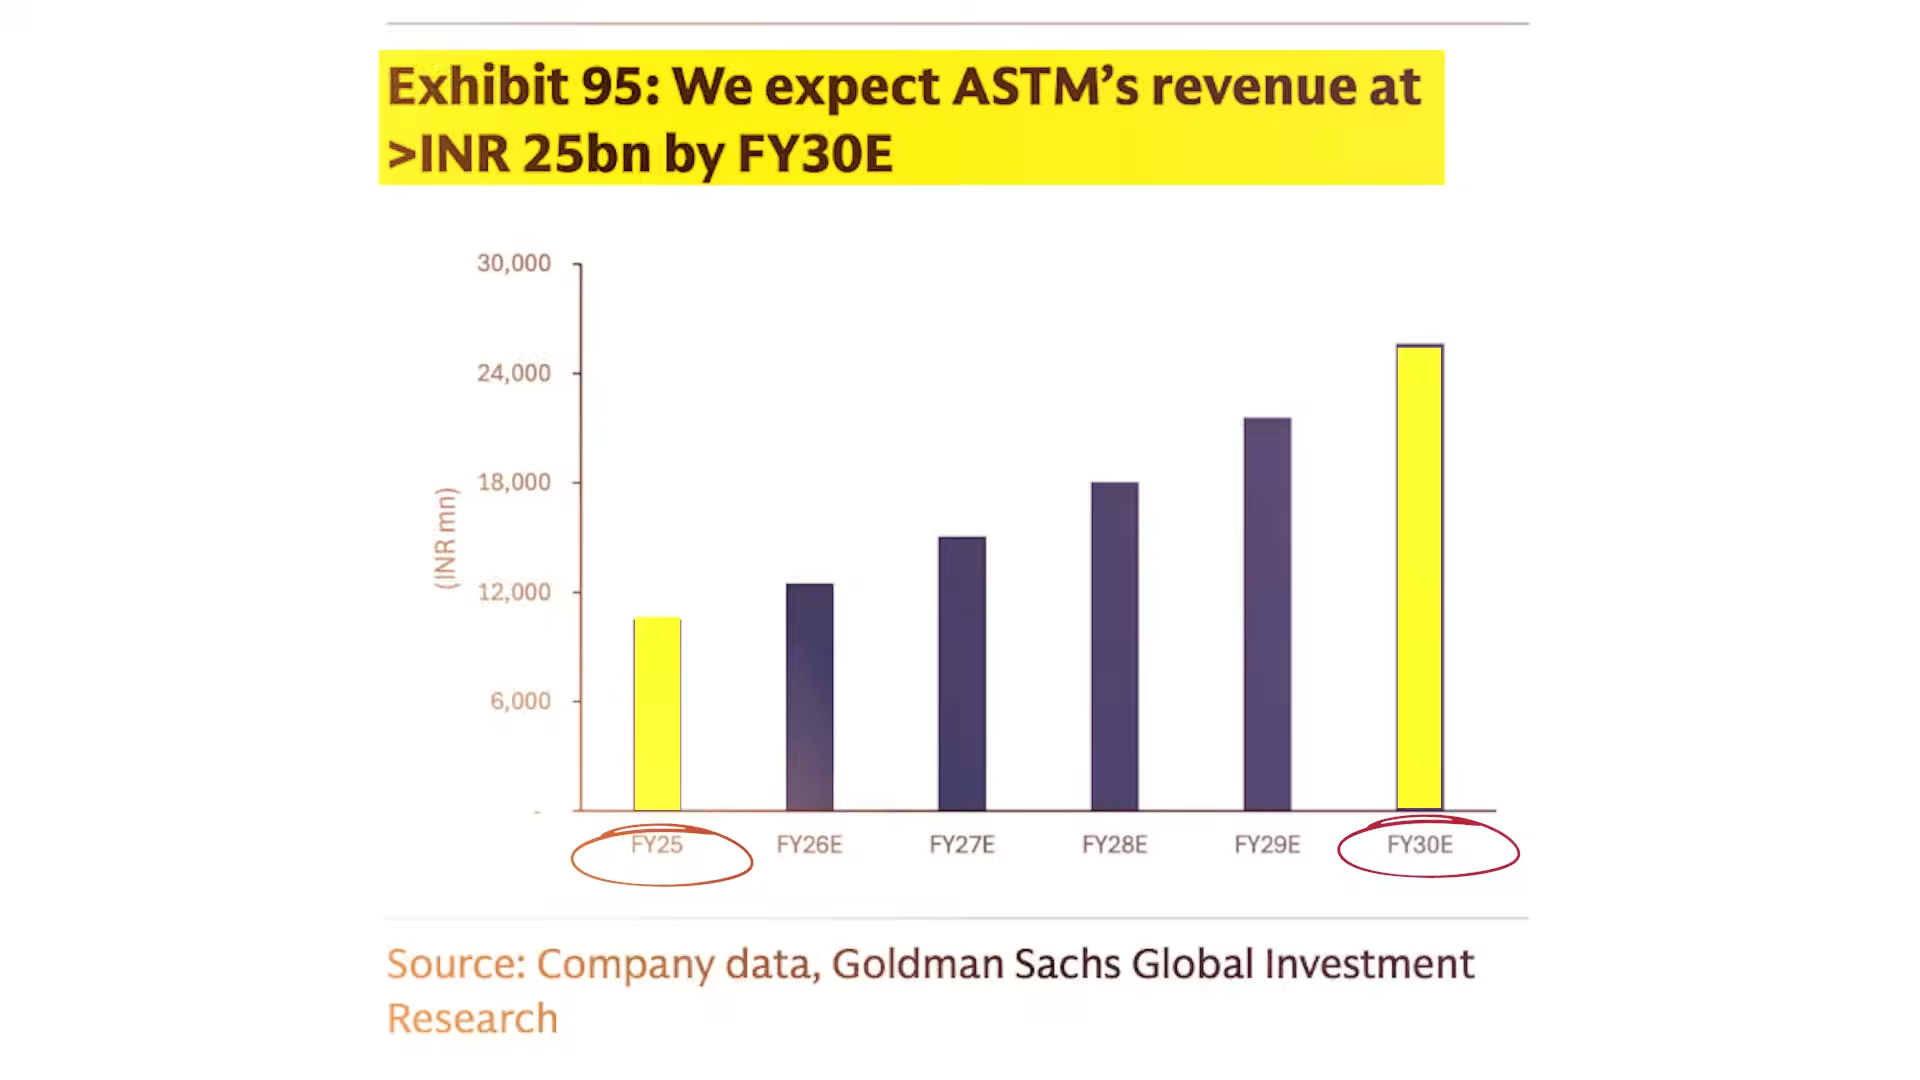 Exhibit 95: We expect ASTM’s revenue at
>INR 25bn by FY30E
30,000
24,000
18,000
12,000
6,000
-
(INR mn)
FY25 FY26E FY27E FY28E FY29E FY30E
Source: Company data, Goldman Sachs Global Investment
Research